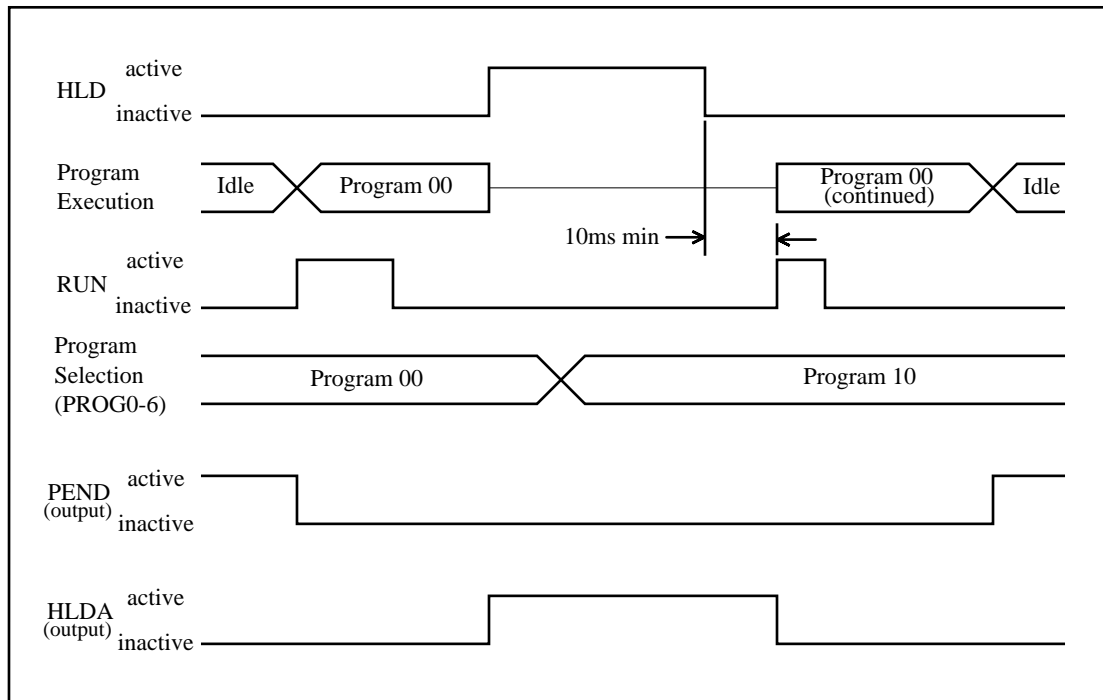 active
HLD
inactive
Program
Execution
Idle
Program 00
Program 00
(continued)
Idle
10ms min
active
RUN
inactive
Program
Selection
(PROG0-6)
Program 00
Program 10
active
PEND
(output)
inactive
active
HLDA
(output)
inactive